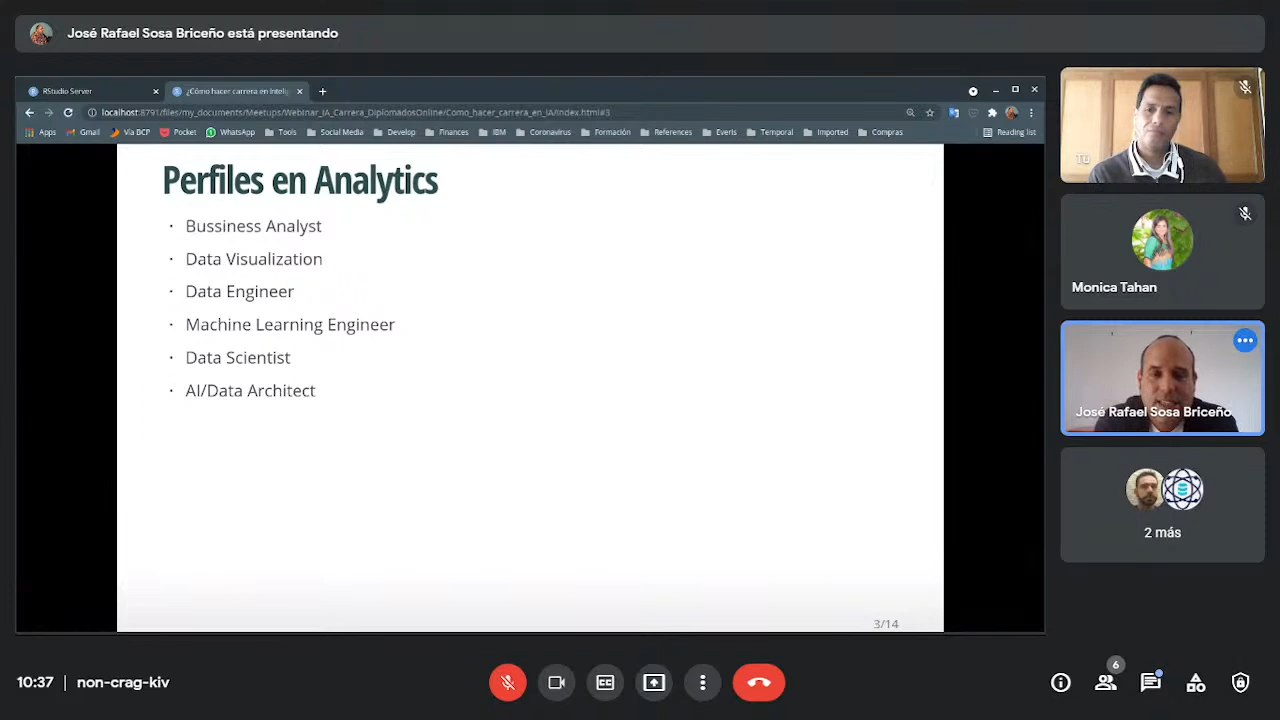 José Rafael Sosa Briceño está presentando
RStudio Server
¿Cómo hacer carrera en Inteli
localhost:8791/files/my_documents/Meetups/Webinar_IA_Carrera_DiplomadosOnline/Como_hacer_carrera_en_IA/index.html#3
Apps Gmail Vía BCP Pocket WhatsApp Tools Social Media Develop Finances IBM Coronavirus Formación References Everis Temporal Imported Compras Reading list
Perfiles en Analytics
· Bussiness Analyst
· Data Visualization
· Data Engineer
· Machine Learning Engineer
· Data Scientist
· AI/Data Architect
3/14
Tú
Monica Tahan
José Rafael Sosa Briceño
2 más
10:37 | non-crag-kiv
6